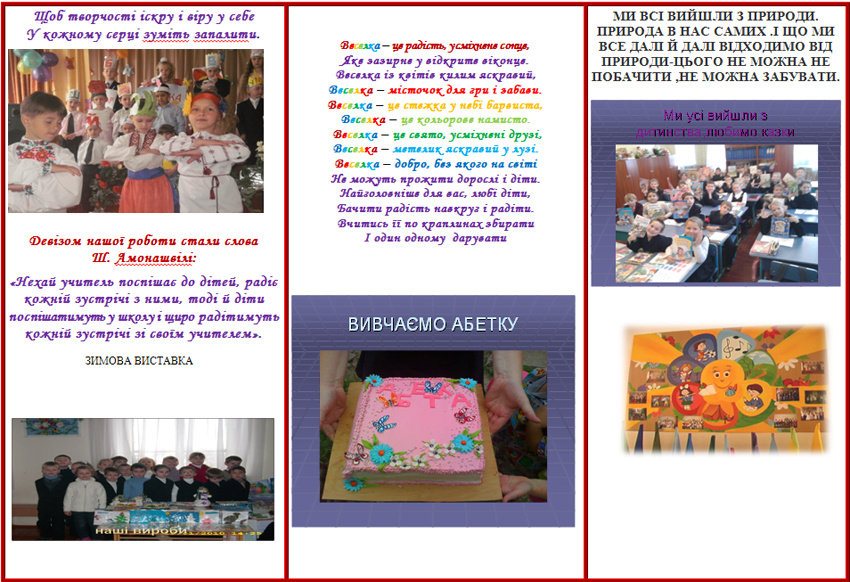 Щоб творчості іскру і віру у себе
У кожному серці зуміть запалити.
Девізом нашої роботи стали слова
Ш. Амонашвілі:
«Нехай учитель поспішає до дітей, радіє
кожній зустрічі з ними, тоді й діти
поспішатимуть у школу і щиро радітимуть
кожній зустрічі зі своїм учителем».
ЗИМОВА ВИСТАВКА
наші вироби
Веселка – це радість, усміхнене сонце,
Яке зазирне у відкрите віконце.
Веселка із квітів килим яскравий,
Веселка – місточок для гри і забави.
Веселка – це стежка у небі барвиста,
Веселка – це кольорове намисто.
Веселка – це свято, усміхнені друзі,
Веселка – метелик яскравий у лузі.
Веселка – добро, без якого на світі
Не можуть прожити дорослі і діти.
Найголовніше для вас, любі діти,
Бачити радість навкруг і радіти.
Вчитись її по краплинах збирати
І один одному дарувати
ВИВЧАЄМО АБЕТКУ
АБЕТКА
МИ ВСІ ВИЙШЛИ З ПРИРОДИ.
ПРИРОДА В НАС САМИХ .І ЩО МИ
ВСЕ ДАЛІ Й ДАЛІ ВІДХОДИМО ВІД
ПРИРОДИ-ЦЬОГО НЕ МОЖНА НЕ
ПОБАЧИТИ ,НЕ МОЖНА ЗАБУВАТИ.
Ми усі вийшли з
дитинства,любимо казки